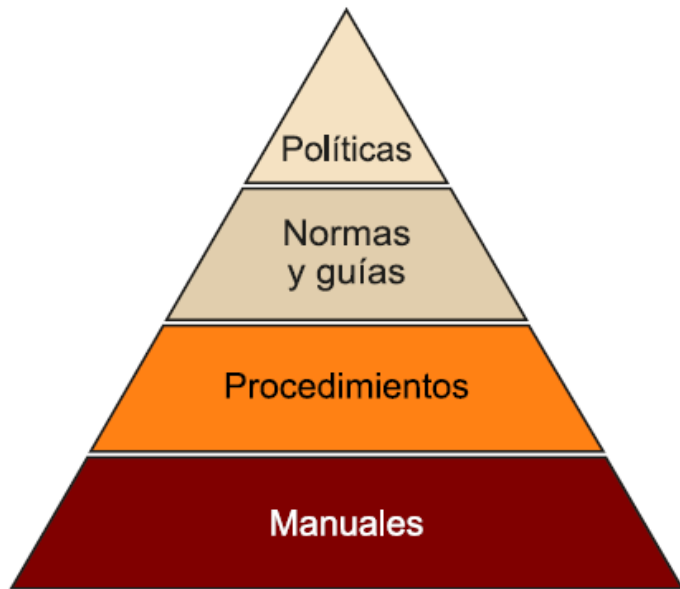 Políticas
Normas
y guías
Procedimientos
Manuales